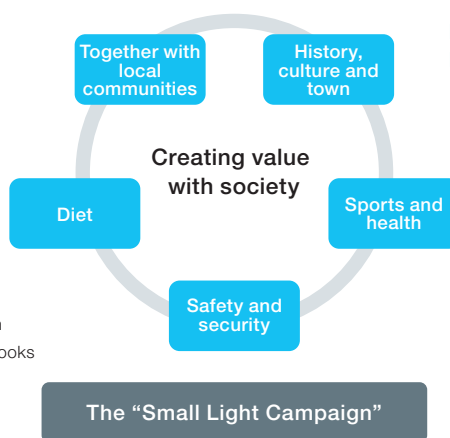 Together with
local
communities
History,
culture and
town
Creating value
with society
Diet
Sports and
health
Safety and
security
ooks
The “Small Light Campaign”